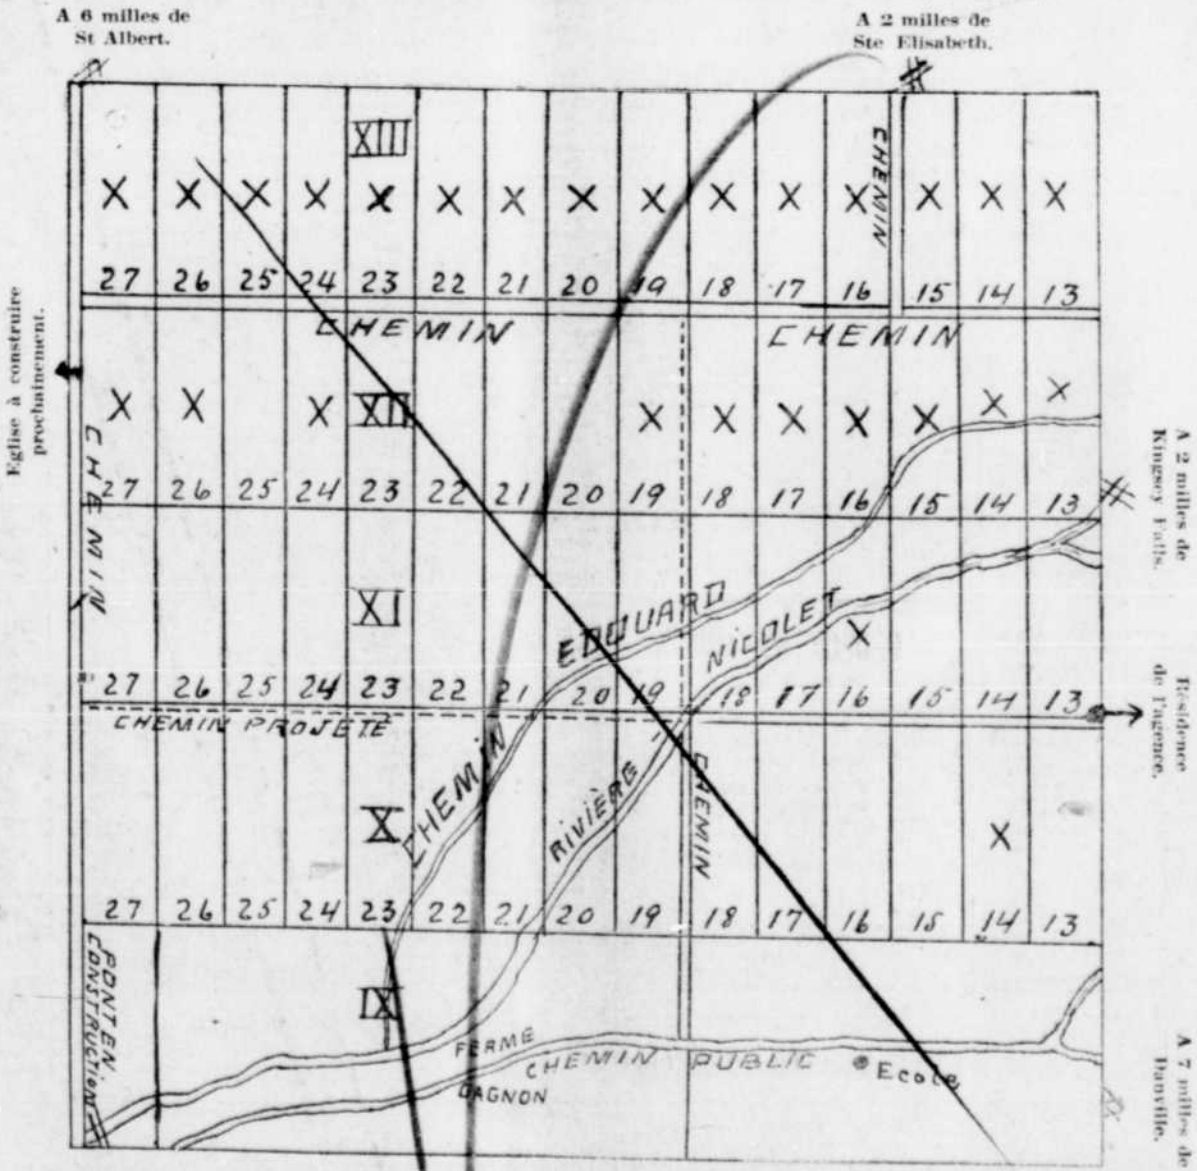 A 6 milles de
St Albert.
A 2 milles de
Ste Elisabeth.
XIII
CHEMIN
X X X X X X X X X X X X X X X
27 26 25 24 23 22 21 20 19 18 17 16 15 14 13
CHEMIN CHEMIN
Eglise à construire
prochainement.
XII
X X X X X X X X X X
CHEMIN
27 26 25 24 23 22 21 20 19 18 17 16 15 14 13
A 2 milles de
Kingsey Falls.
XI
EDOUARD
NICOLET
X
27 26 25 24 23 22 21 20 19 18 17 16 15 14 13
Résidence
de l'agence.
CHEMIN PROJETÉ
CHEMIN
RIVIÈRE
CHEMIN
X
X
27 26 25 24 23 22 21 20 19 18 17 16 15 14 13
PONT EN
CONSTRUCTION
IX
FERME
GAGNON
CHEMIN PUBLIC
Ecole
A 7 milles de
Danville.